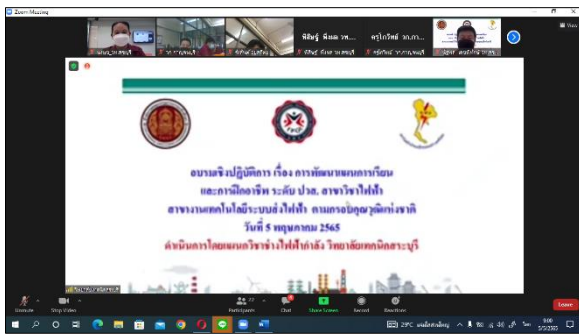 Zoom Meeting
View
อบรมเชิงปฏิบัติการ เรื่อง การพัฒนาแผนการเรียน
และการฝึกอาชีพ ระดับ ปวส. สาขาวิชาไฟฟ้า
สาขางานเทคโนโลยีระบบส่งไฟฟ้า ตามกรอบคุณวุฒิแห่งชาติ
วันที่ 5 พฤษภาคม 2565
ดำเนินการโดยแผนกวิชาช่างไฟฟ้ากำลัง วิทยาลัยเทคนิคสระบุรี
Unmute
Stop Video
Participants
Chat
Share Screen
Record
Reactions
Leave
29°C
9:00
5/5/2565